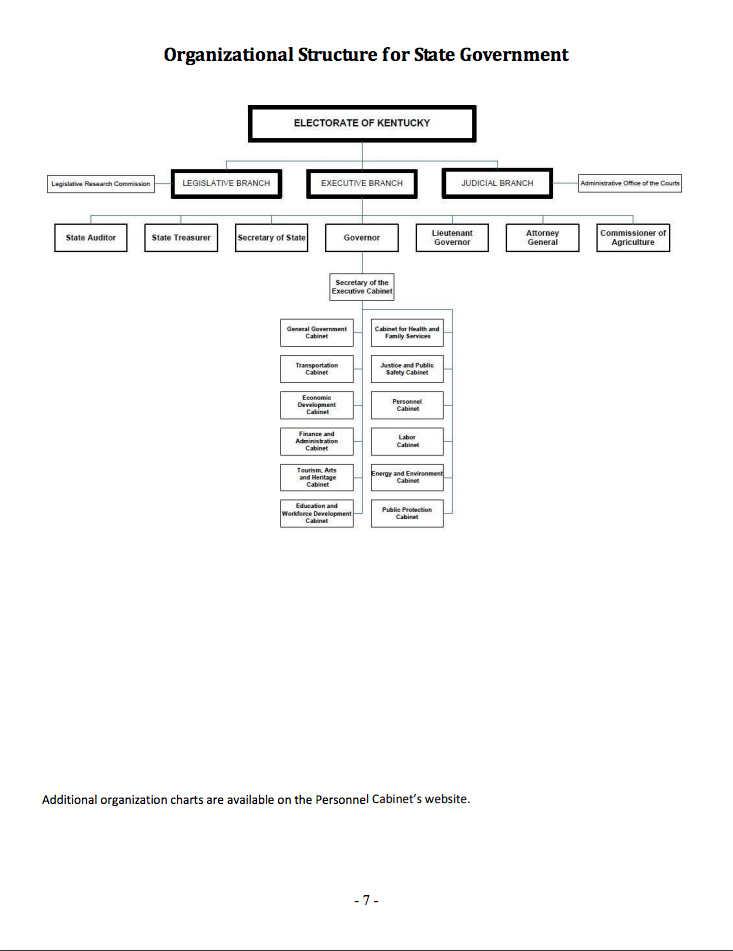 Organizational Structure for State Government
ELECTORATE OF KENTUCKY
Legislative Research Commission
LEGISLATIVE BRANCH
EXECUTIVE BRANCH
JUDICIAL BRANCH
Administrative Office of the Courts
State Auditor
State Treasurer
Secretary of State
Governor
Lieutenant
Governor
Attorney
General
Commissioner of
Agriculture
Secretary of the
Executive Cabinet
General Government
Cabinet
Cabinet for Health and
Family Services
Transportation
Cabinet
Justice and Public
Safety Cabinet
Economic
Development
Cabinet
Personnel
Cabinet
Finance and
Administration
Cabinet
Labor
Cabinet
Tourism, Arts
and Heritage
Cabinet
Energy and Environment
Cabinet
Education and
Workforce Development
Cabinet
Public Protection
Cabinet
Additional organization charts are available on the Personnel Cabinet's website.
- 7 -